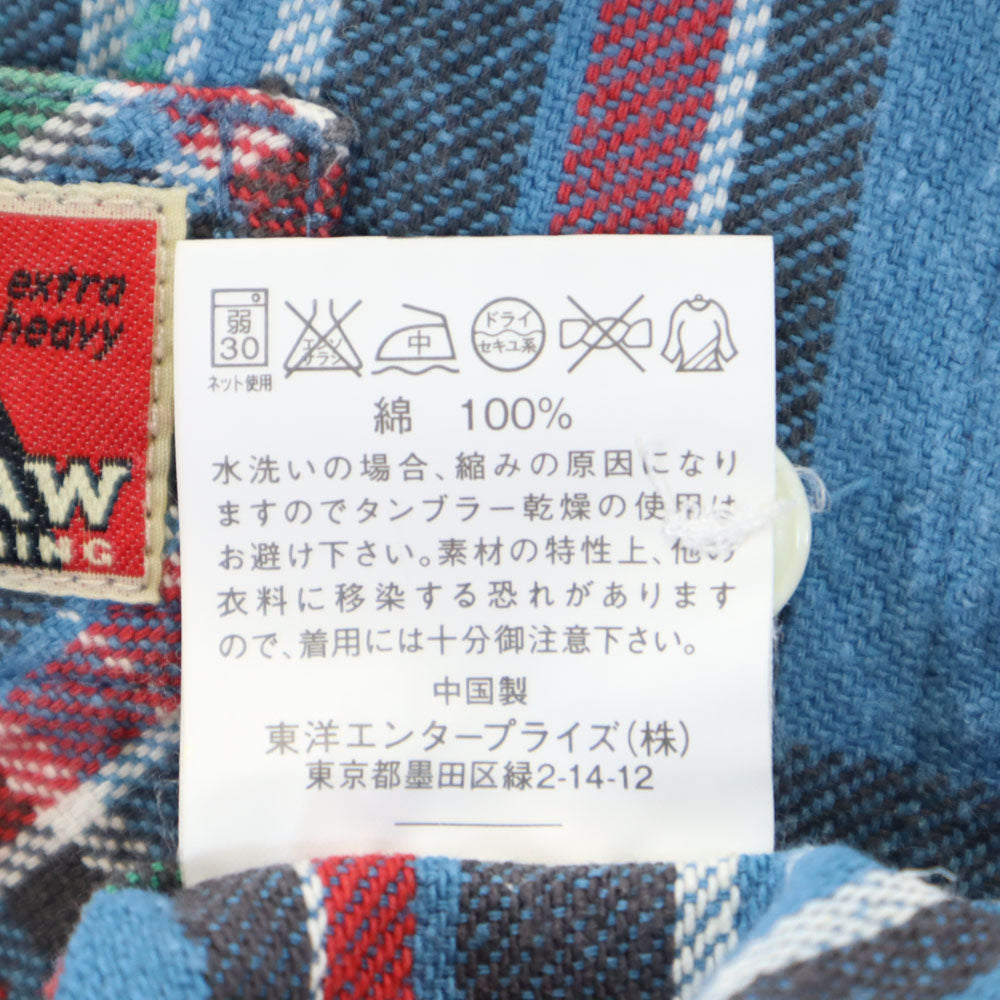 extra
heavy
AW
HING
弱
30
ネット使用
エンソ
サラシ
中
ドライ
セキユ系
綿 100%
水洗いの場合、縮みの原因になり
ますのでタンブラー乾燥の使用は
お避け下さい。素材の特性上、他の
衣料に移染する恐れがあります
ので、着用には十分御注意下さい。
中国製
東洋エンタープライズ(株)
東京都墨田区緑2-14-12